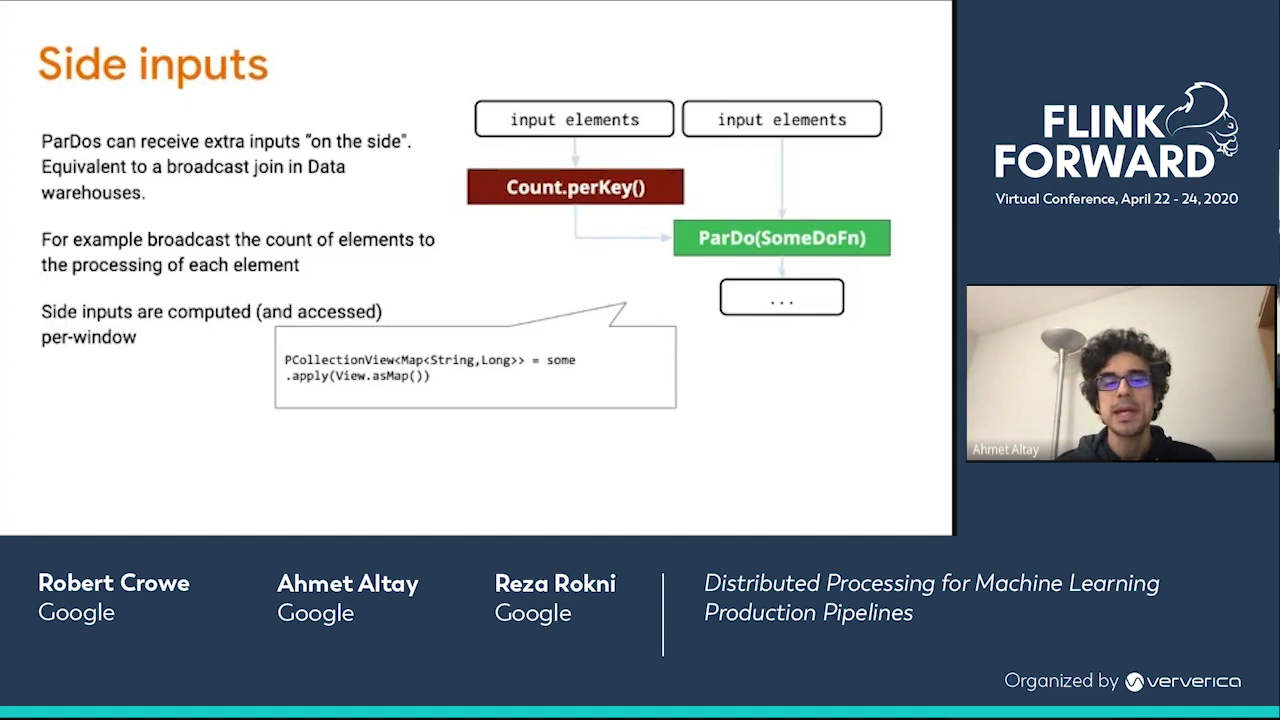 Side inputs
ParDos can receive extra inputs “on the side".
Equivalent to a broadcast join in Data
warehouses.
For example broadcast the count of elements to
the processing of each element
Side inputs are computed (and accessed)
per-window
input elements
input elements
Count.perKey()
ParDo(SomeDoFn)
...
PCollectionView<Map<String,Long>> = some
.apply(View.asMap())
FLINK
FORWARD
Virtual Conference, April 22 - 24, 2020
Ahmet Altay
Robert Crowe
Google
Ahmet Altay
Google
Reza Rokni
Google
Distributed Processing for Machine Learning
Production Pipelines
Organized by ververica